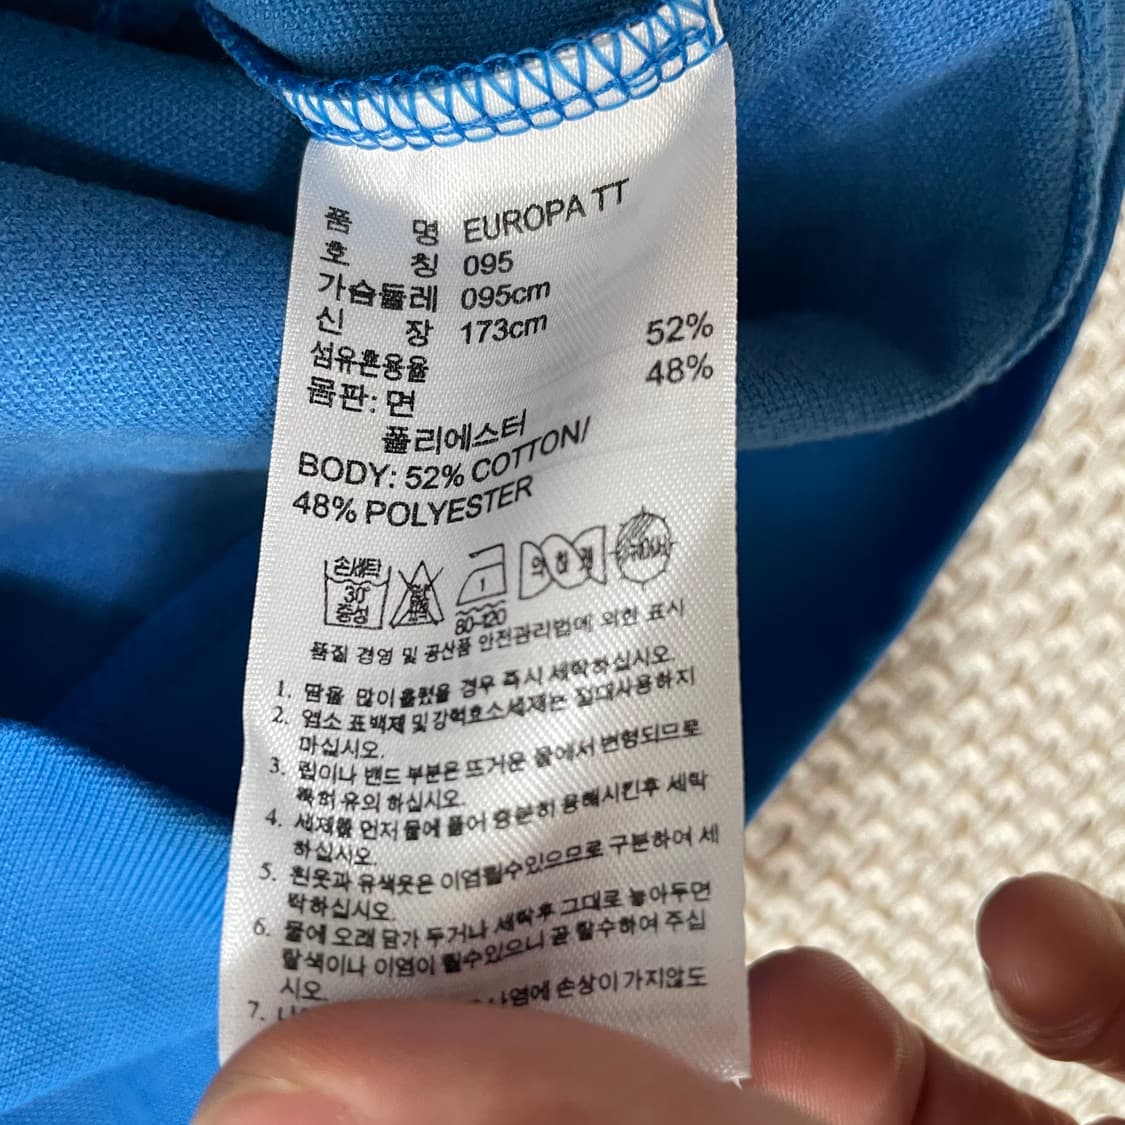 품 명 EUROPA TT
호 칭 095
가슴둘레 095cm
신 장 173cm
섬유혼용율
몸판: 면 52%
폴리에스터 48%
BODY: 52% COTTON/
48% POLYESTER
손세탁
30°
중성
1
80-120
품질 경영 및 공산품 안전관리법에 의한 표시
1. 땀을 많이 흘렸을 경우 즉시 세탁하십시오.
2. 염소 표백제 및 강력효소세제는 절대사용하지
마십시오.
3. 립이나 밴드 부분은 뜨거운 물에서 변형되므로
특히 유의 하십시오.
4. 세제를 먼저 물에 풀어 충분히 용해시킨후 세탁
하십시오.
5. 흰옷과 유색옷은 이염될수있으므로 구분하여 세
탁하십시오.
6. 물에 오래 담가 두거나 세탁후 그대로 놓아두면
탈색이나 이염이 될수있으니 곧 탈수하여 주십
시오.
7. 손상이 가지않도